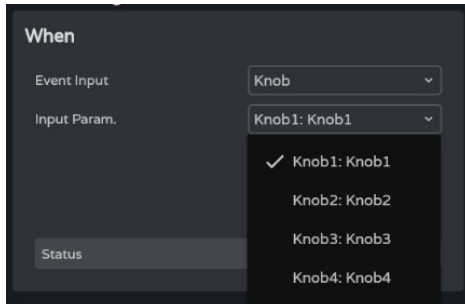 When
Event Input
Knob
Input Param.
Knob1: Knob1
Knob1: Knob1
Knob2: Knob2
Knob3: Knob3
Knob4: Knob4
Status